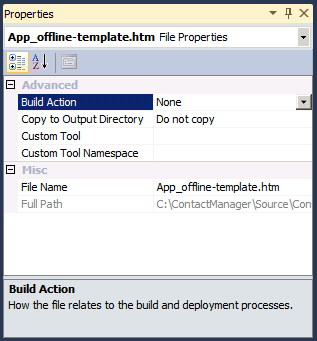 Properties
App_offline-template.htm File Properties
Advanced
Build Action None
Copy to Output Directory Do not copy
Custom Tool
Custom Tool Namespace
Misc
File Name App_offline-template.htm
Full Path C:\ContactManager\Source\Con
Build Action
How the file relates to the build and deployment processes.